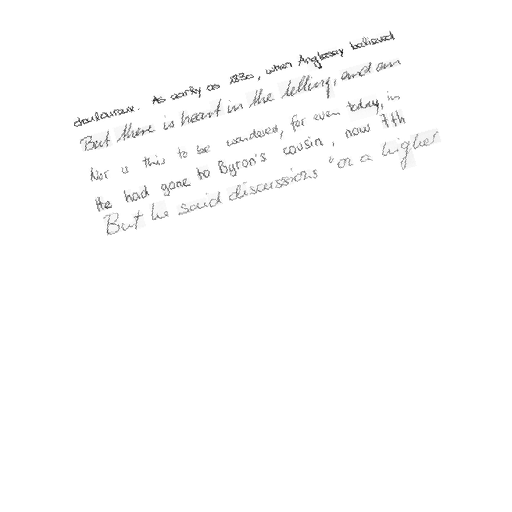 douloureux. As early as 1830, when Anglesey believed
But there is heart in the telling, and an
Nor is this to be wondered, for even today, in
He had gone to Byron's cousin, now 7th
But he said discussions "on a higher